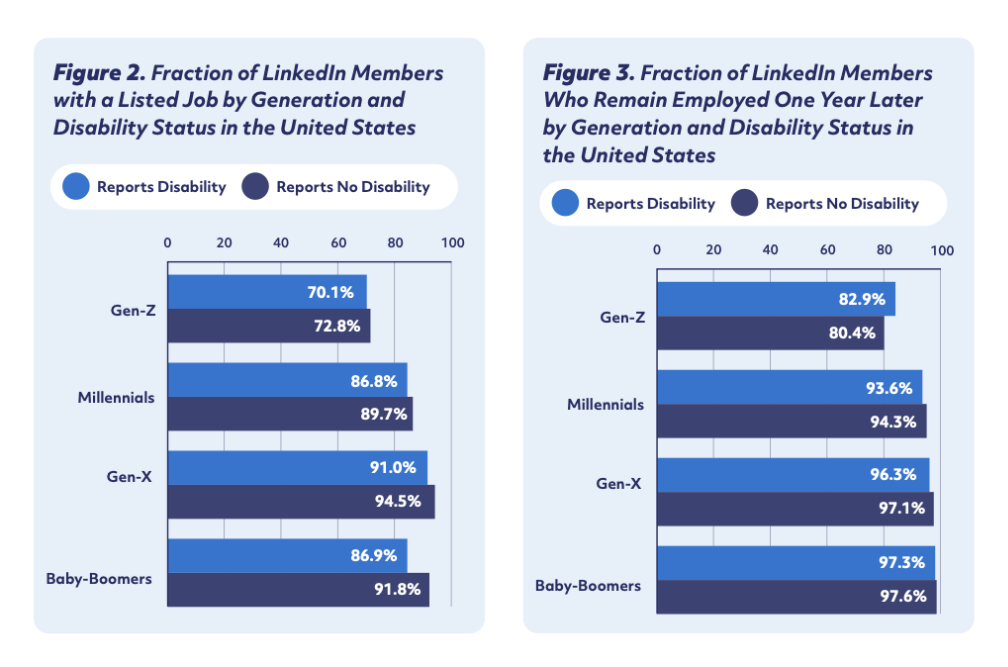 Figure 2. Fraction of LinkedIn Members
with a Listed Job by Generation and
Disability Status in the United States
Reports Disability
Reports No Disability
0 20 40 60 80 100
Gen-Z
70.1%
72.8%
Millennials
86.8%
89.7%
Gen-X
91.0%
94.5%
Baby-Boomers
86.9%
91.8%
Figure 3. Fraction of LinkedIn Members
Who Remain Employed One Year Later
by Generation and Disability Status in
the United States
Reports Disability
Reports No Disability
0 20 40 60 80 100
Gen-Z
82.9%
80.4%
Millennials
93.6%
94.3%
Gen-X
96.3%
97.1%
Baby-Boomers
97.3%
97.6%